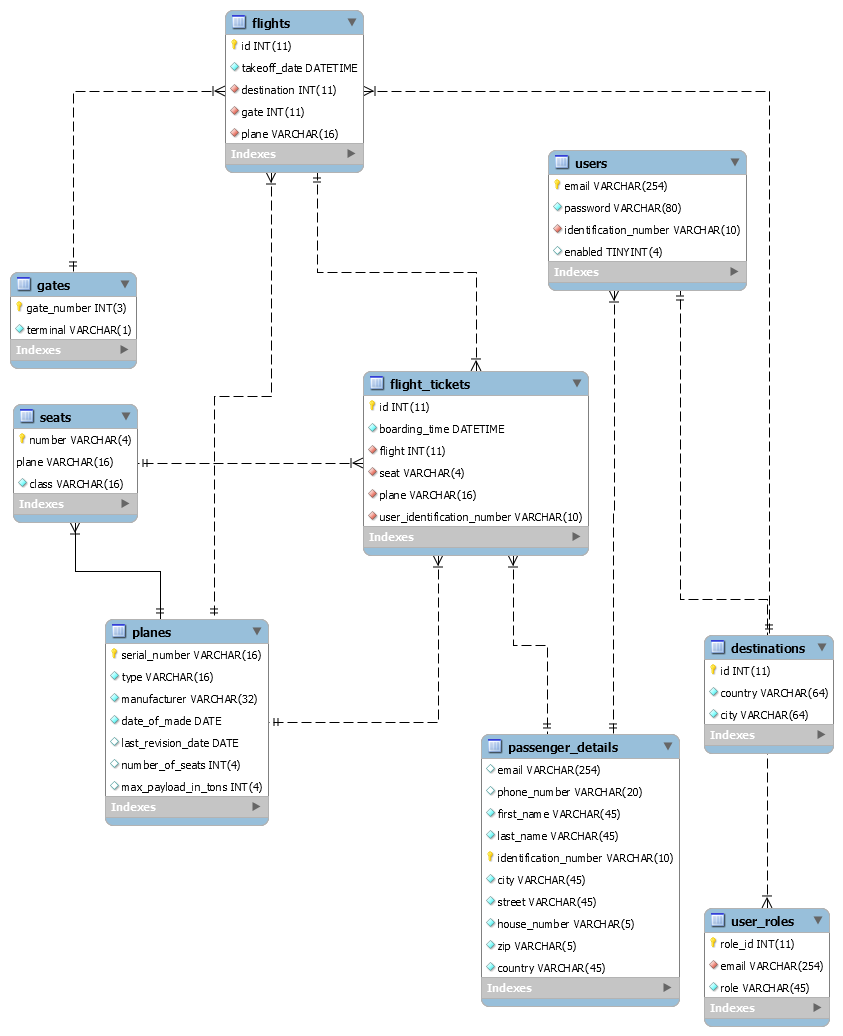 flights
id INT(11)
takeoff_date DATETIME
destination INT(11)
gate INT(11)
plane VARCHAR(16)
Indexes
users
email VARCHAR(254)
password VARCHAR(80)
identification_number VARCHAR(10)
enabled TINYINT(4)
Indexes
gates
gate_number INT(3)
terminal VARCHAR(1)
Indexes
flight_tickets
id INT(11)
boarding_time DATETIME
flight INT(11)
seat VARCHAR(4)
plane VARCHAR(16)
user_identification_number VARCHAR(10)
Indexes
seats
number VARCHAR(4)
plane VARCHAR(16)
class VARCHAR(16)
Indexes
planes
serial_number VARCHAR(16)
type VARCHAR(16)
manufacturer VARCHAR(32)
date_of_made DATE
last_revision_date DATE
number_of_seats INT(4)
max_payload_in_tons INT(4)
Indexes
destinations
id INT(11)
country VARCHAR(64)
city VARCHAR(64)
Indexes
passenger_details
email VARCHAR(254)
phone_number VARCHAR(20)
first_name VARCHAR(45)
last_name VARCHAR(45)
identification_number VARCHAR(10)
city VARCHAR(45)
street VARCHAR(45)
house_number VARCHAR(5)
zip VARCHAR(5)
country VARCHAR(45)
Indexes
user_roles
role_id INT(11)
email VARCHAR(254)
role VARCHAR(45)
Indexes